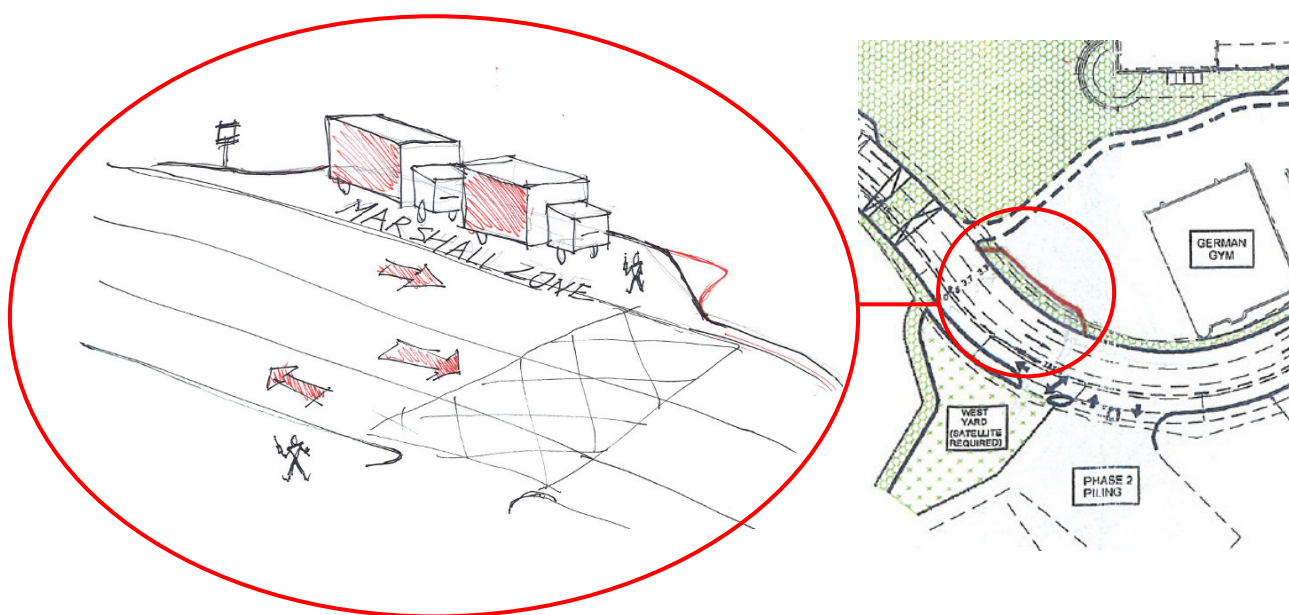 MARSHALL ZONE
GERMAN
GYM
WEST
YARD
(SATELLITE
REQUIRED)
PHASE 2
PILING